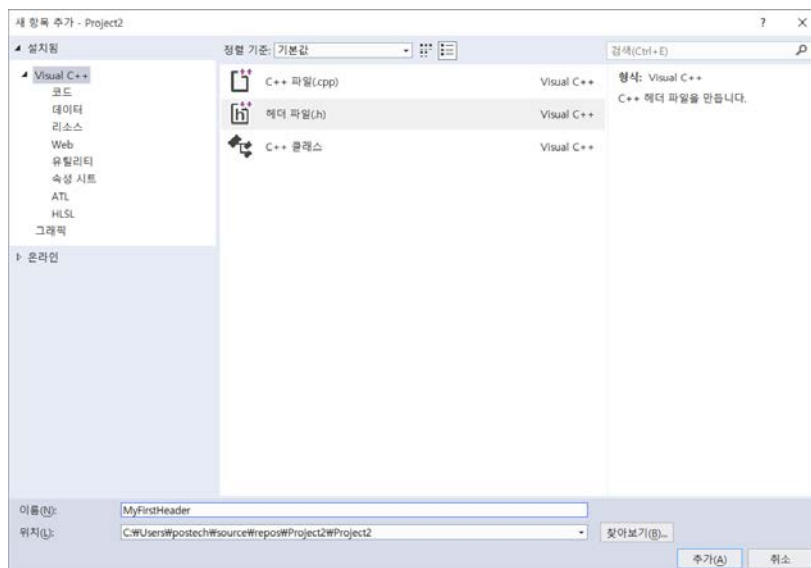 새 항목 추가 - Project2
? ×
설치됨
정렬 기준: 기본값
검색(Ctrl+E)
Visual C++
코드
데이터
리소스
Web
유틸리티
속성 시트
ATL
HLSL
그래픽
온라인
C++ 파일(.cpp) Visual C++
헤더 파일(.h) Visual C++
C++ 클래스 Visual C++
형식: Visual C++
C++ 헤더 파일을 만듭니다.
이름(N): MyFirstHeader
위치(L): C:₩Users₩postech₩source₩repos₩Project2₩Project2 찾아보기(B)...
추가(A) 취소